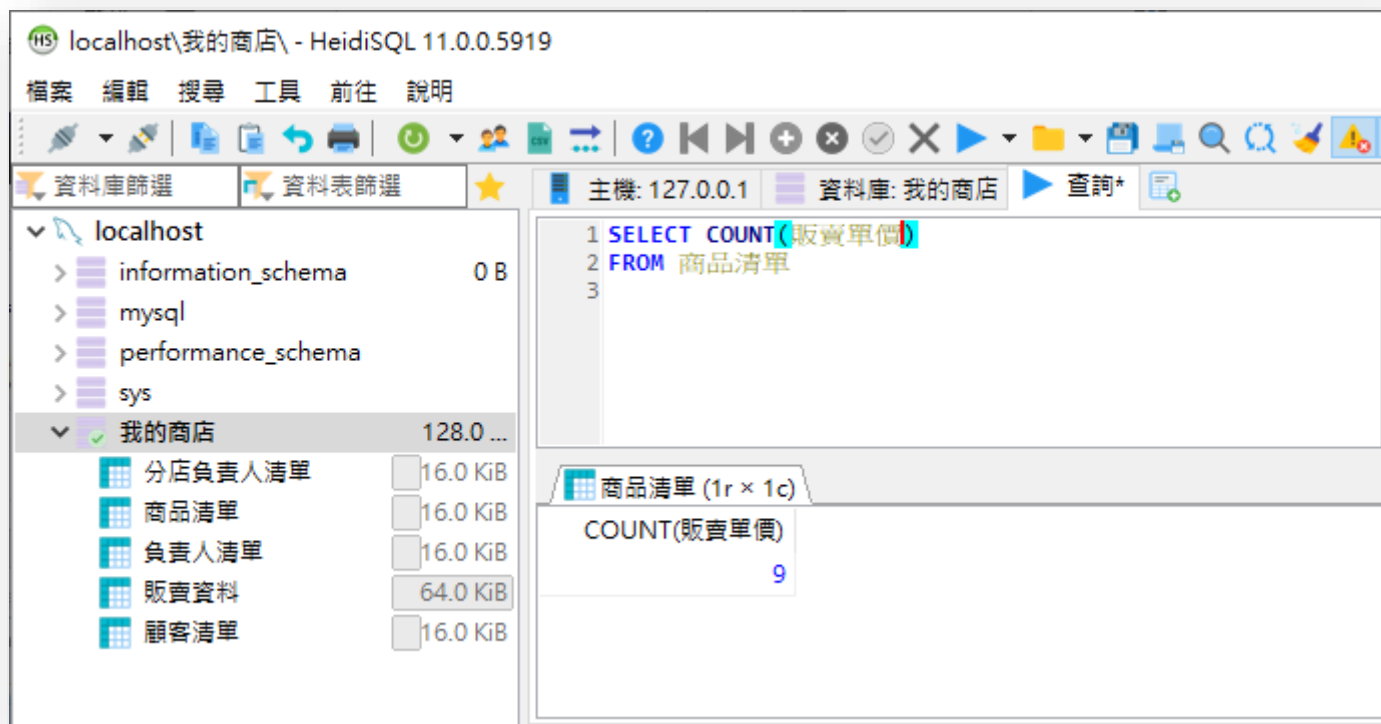 localhost\我的商店\ - HeidiSQL 11.0.0.5919
檔案 編輯 搜尋 工具 前往 說明
資料庫篩選 資料表篩選
主機: 127.0.0.1 資料庫: 我的商店 查詢*
localhost
information_schema 0 B
mysql
performance_schema
sys
我的商店 128.0 ...
分店負責人清單 16.0 KiB
商品清單 16.0 KiB
負責人清單 16.0 KiB
販賣資料 64.0 KiB
顧客清單 16.0 KiB
1 SELECT COUNT(販賣單價)
2 FROM 商品清單
3
商品清單 (1r × 1c)
COUNT(販賣單價)
9